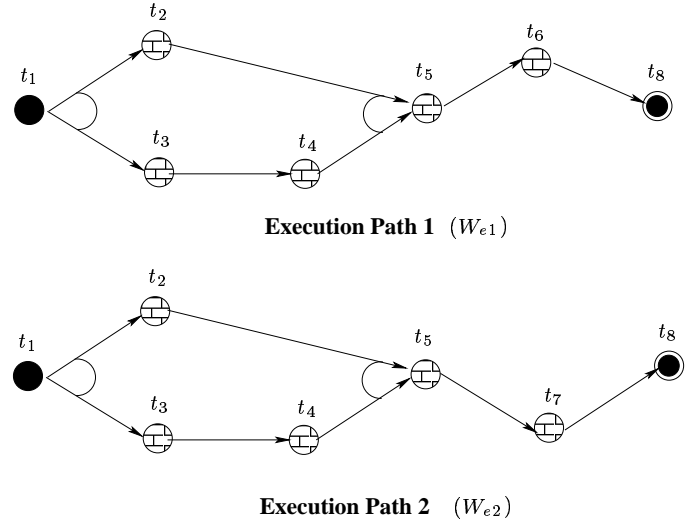 t2
t6
t1
t5
t8
t3
t4
Execution Path 1 (We1)
t2
t1
t5
t8
t3
t4
t7
Execution Path 2 (We2)